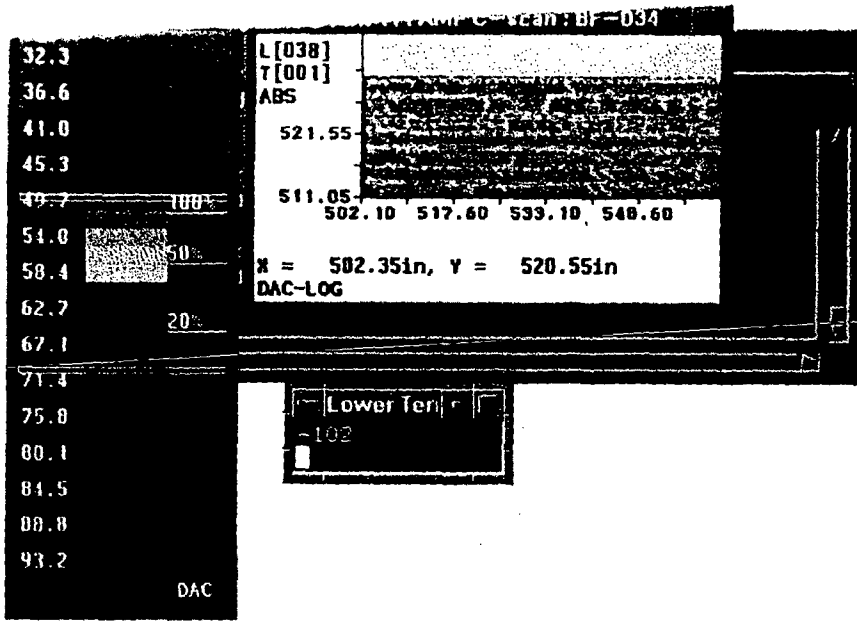 32.3
36.6
41.0
45.3
49.7
54.0
58.4
62.7
67.1
71.4
75.8
80.1
84.5
88.8
93.2
100%
50%
20%
DAC
C-scan:BF-034
L[038]
T[001]
ABS
521.55
511.05
502.10 517.60 533.10 548.60
X = 502.35in, Y = 520.55in
DAC-LOG
Lower Ten
-102